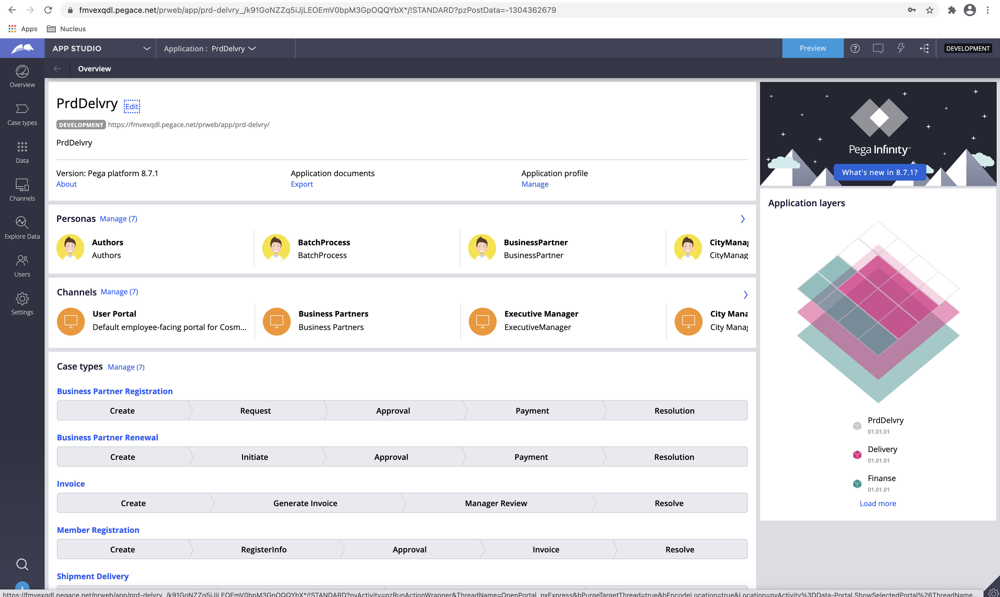 fmvexqdl.pegace.net/prweb/app/prd-delvry_/k91GoNZZq5iJjLEOEmV0bpM3GpOQQYbX*/!STANDARD?pzPostData=-1304362679
Apps Nucleus
APP STUDIO Application : PrdDelvry Preview DEVELOPMENT
Overview
Overview
Case types
Data
Channels
Explore Data
Users
Settings
PrdDelvry Edit
DEVELOPMENT https://fmvexqdl.pegace.net/prweb/app/prd-delvry/
PrdDelvry
Version: Pega platform 8.7.1 Application documents Application profile
About Export Manage
Personas Manage (7)
Authors BatchProcess BusinessPartner CityManag
Authors BatchProcess BusinessPartner CityManag
Channels Manage (7)
User Portal Business Partners Executive Manager City Mana
Default employee-facing portal for Cosm... Business Partners ExecutiveManager City Manag
Case types Manage (7)
Business Partner Registration
Create Request Approval Payment Resolution
Business Partner Renewal
Create Initiate Approval Payment Resolution
Invoice
Create Generate Invoice Manager Review Resolve
Member Registration
Create RegisterInfo Approval Invoice Resolve
Shipment Delivery
Pega Infinity™
What's new in 8.7.1?
Application layers
PrdDelvry
01.01.01
Delivery
01.01.01
Finanse
01.01.01
Load more
https://fmvexqdl.pegace.net/prweb/app/prd-delvry_/k91GoNZZq5iJjLEOEmV0bpM3GpOQQYbX*/!STANDARD?pyActivity=pzRunActionWrapper&ThreadName=OpenPortal_pxExpress&bPurgeTargetThread=true&bEncodeLocation=true&Location=pyActivity%3DData-Portal.ShowSelectedPortal%26ThreadName...